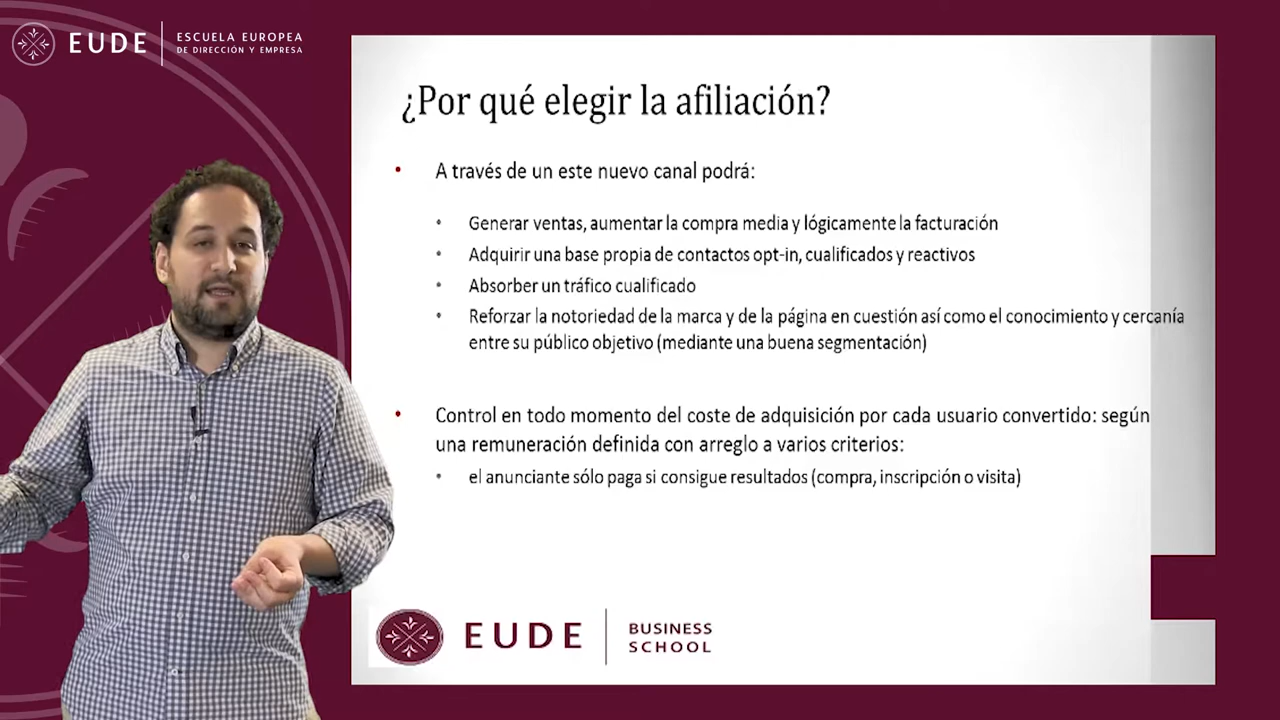 EUDE
ESCUELA EUROPEA
DE DIRECCIÓN Y EMPRESA
¿Por qué elegir la afiliación?
• A través de un este nuevo canal podrá:
• Generar ventas, aumentar la compra media y lógicamente la facturación
• Adquirir una base propia de contactos opt-in, cualificados y reactivos
• Absorber un tráfico cualificado
• Reforzar la notoriedad de la marca y de la página en cuestión así como el conocimiento y cercanía
entre su público objetivo (mediante una buena segmentación)
• Control en todo momento del coste de adquisición por cada usuario convertido: según
una remuneración definida con arreglo a varios criterios:
• el anunciante sólo paga si consigue resultados (compra, inscripción o visita)
EUDE
BUSINESS
SCHOOL